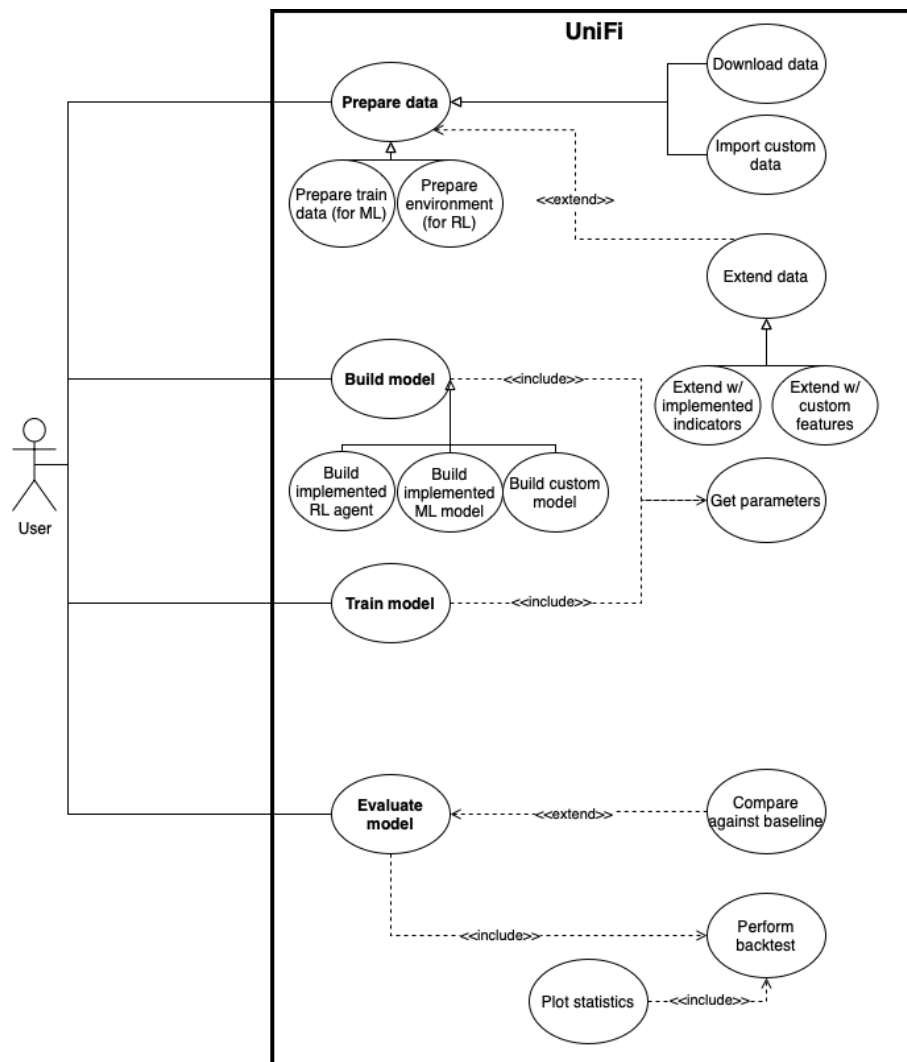 UniFi
Download data
Prepare data
Import custom
data
Prepare train
data (for ML)
Prepare
environment
(for RL)
<<extend>>
Extend data
Build model
<<include>>
Extend w/
implemented
indicators
Extend w/
custom
features
Build
implemented
RL agent
Build
implemented
ML model
Build custom
model
Get parameters
User
Train model
<<include>>
Evaluate
model
<<extend>>
Compare
against baseline
<<include>>
Perform
backtest
Plot statistics
<<include>>